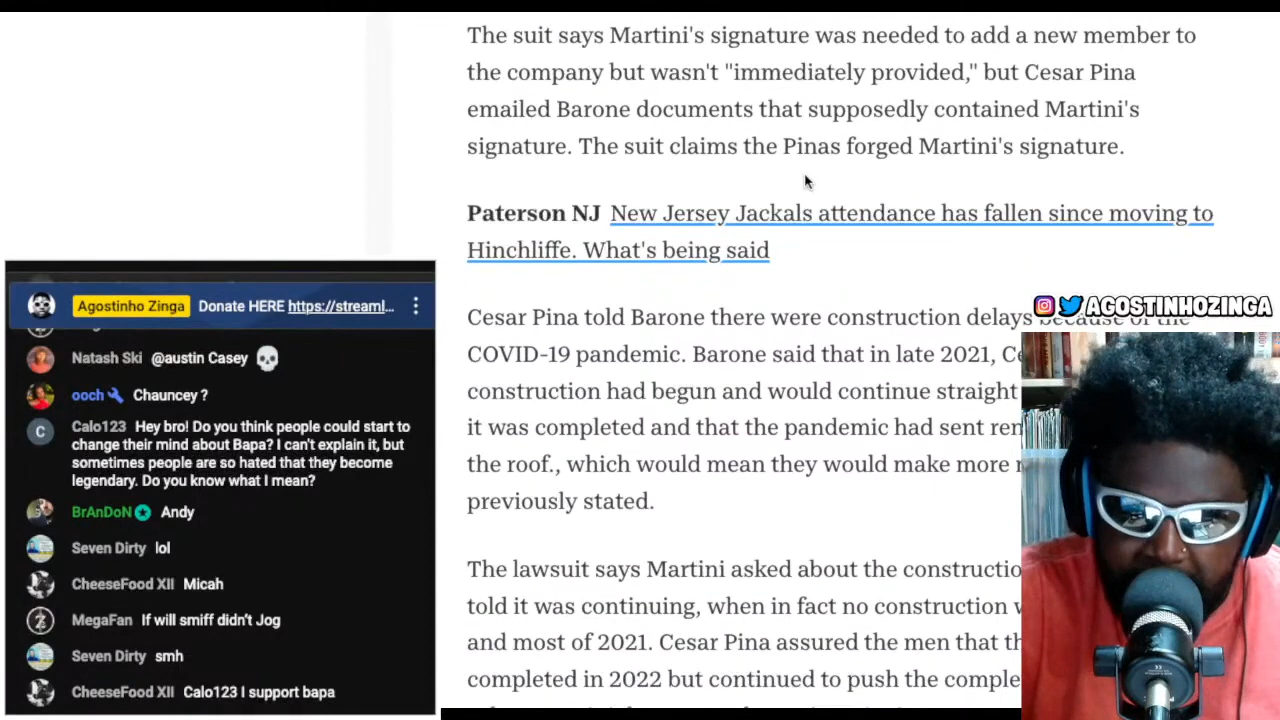 The suit says Martini's signature was needed to add a new member to
the company but wasn't "immediately provided," but Cesar Pina
emailed Barone documents that supposedly contained Martini's
signature. The suit claims the Pinas forged Martini's signature.
Paterson NJ New Jersey Jackals attendance has fallen since moving to
Hinchliffe. What's being said
Cesar Pina told Barone there were construction delays because of the
COVID-19 pandemic. Barone said that in late 2021,
construction had begun and would continue straight
it was completed and that the pandemic had sent
the roof., which would mean they would make more
previously stated.
The lawsuit says Martini asked about the
told it was continuing, when in fact no construction
and most of 2021. Cesar Pina assured the men that
completed in 2022 but continued to push the
Agostinho Zinga Donate HERE https://streaml...
Natash Ski @austin Casey
ooch Chauncey ?
C
Calo123 Hey bro! Do you think people could start to
change their mind about Bapa? I can't explain it, but
sometimes people are so hated that they become
legendary. Do you know what I mean?
BrAnDoN Andy
Seven Dirty lol
CheeseFood XII Micah
MegaFan If will smiff didn't Jog
Seven Dirty smh
CheeseFood XII Calo123 I support bapa
AGOSTINHOZINGA